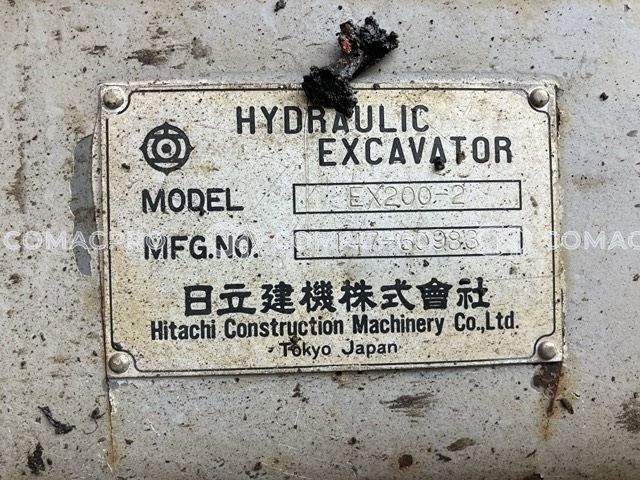 HYDRAULIC
EXCAVATOR
MODEL EX200-2
MFG.NO.
日立建機株式會社
Hitachi Construction Machinery Co.,Ltd.
Tokyo Japan
COMACPRO